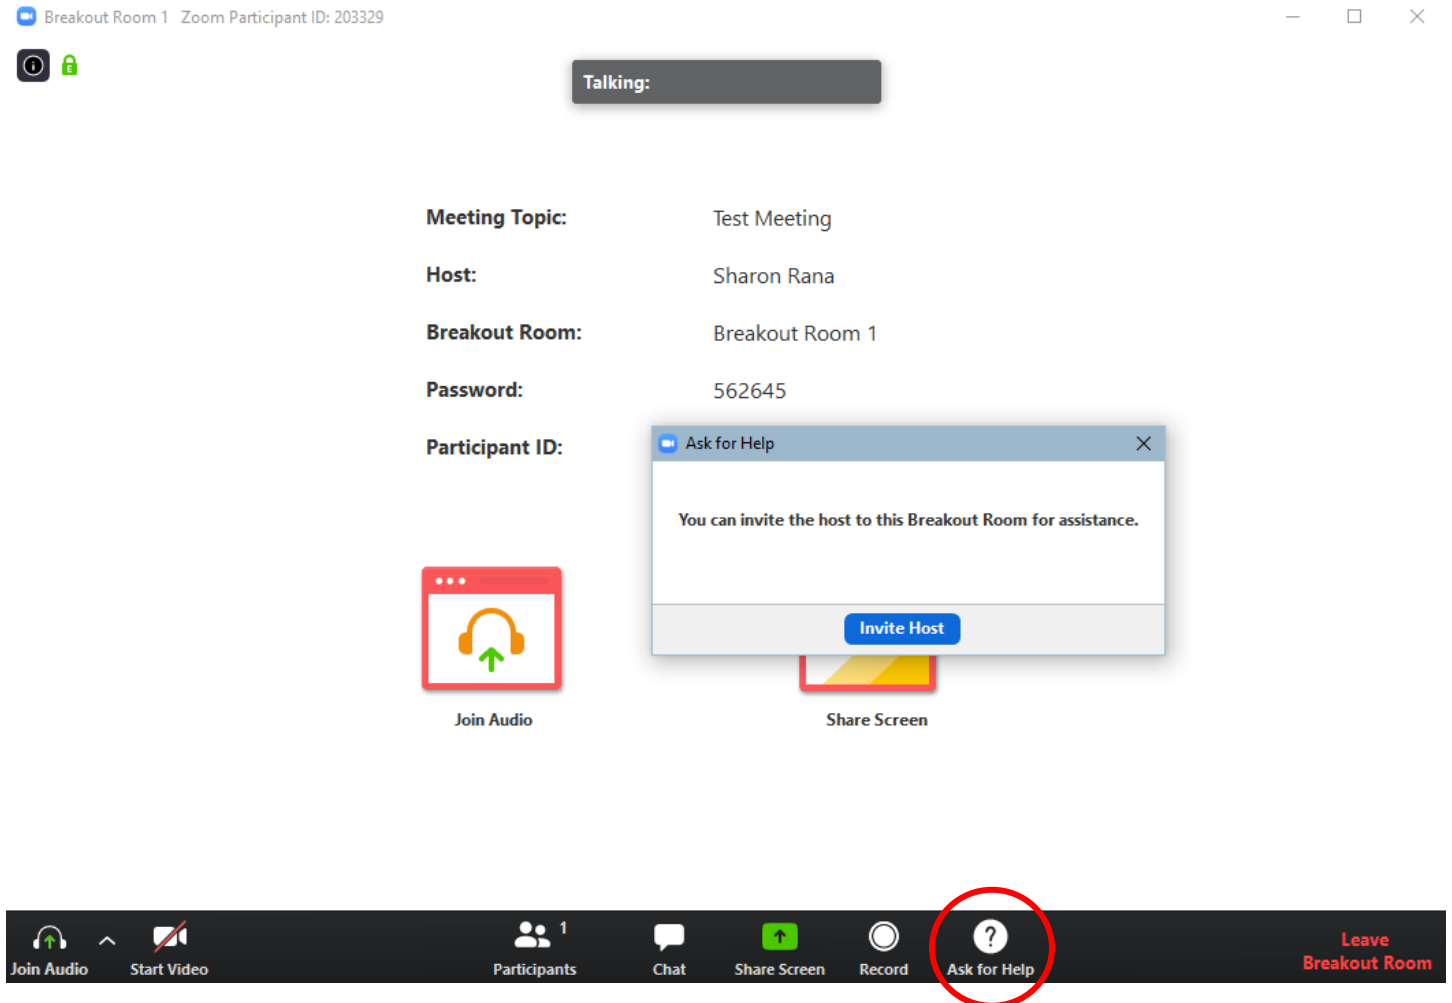 Breakout Room 1 Zoom Participant ID: 203329
Talking:
Meeting Topic: Test Meeting
Host: Sharon Rana
Breakout Room: Breakout Room 1
Password: 562645
Participant ID:
Ask for Help
You can invite the host to this Breakout Room for assistance.
Invite Host
Join Audio Share Screen
1
Join Audio Start Video Participants Chat Share Screen Record Ask for Help
Leave
Breakout Room